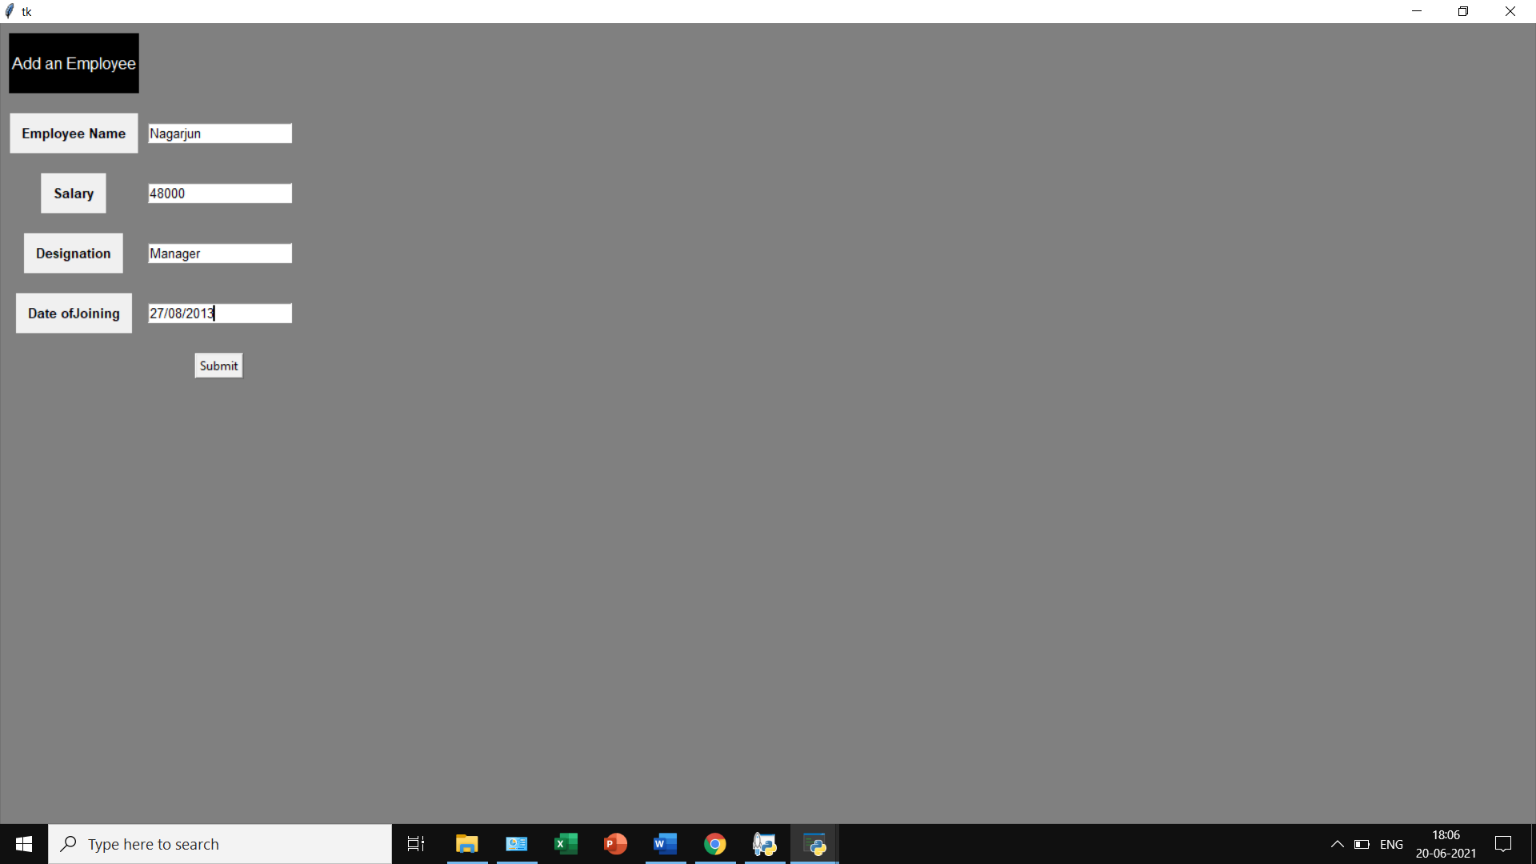 tk
Add an Employee
Employee Name Nagarjun
Salary 48000
Designation Manager
Date ofJoining 27/08/2013
Submit
Type here to search
ENG
18:06
20-06-2021